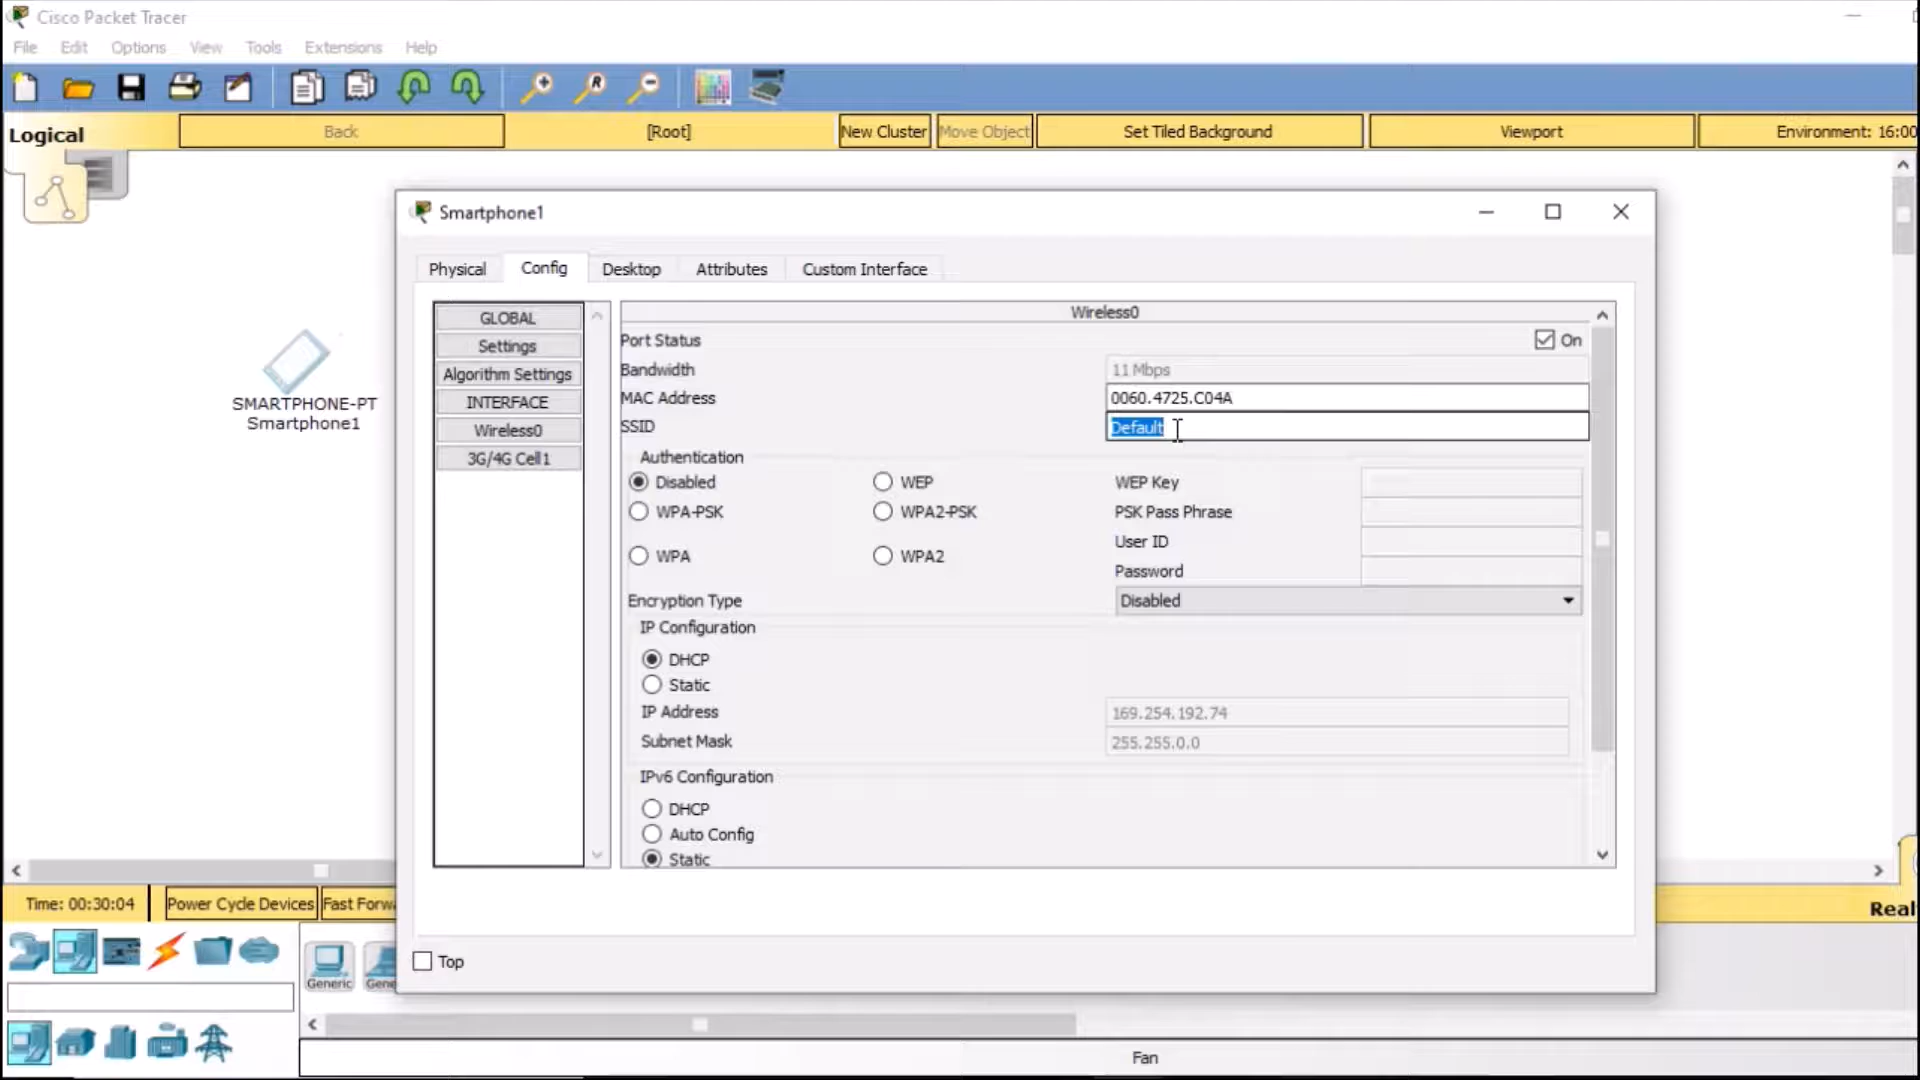 Cisco Packet Tracer
File Edit Options View Tools Extensions Help
Logical Back [Root] New Cluster Move Object Set Tiled Background Viewport Environment: 16:00
Smartphone1
Physical Config Desktop Attributes Custom Interface
GLOBAL
Settings
Algorithm Settings
INTERFACE
Wireless0
3G/4G Cell1
Wireless0
Port Status On
Bandwidth 11 Mbps
MAC Address 0060.4725.C04A
SSID Default
Authentication
Disabled WEP WEP Key
WPA-PSK WPA2-PSK PSK Pass Phrase
User ID
WPA WPA2
Password
Encryption Type Disabled
IP Configuration
DHCP
Static
IP Address 169.254.192.74
Subnet Mask 255.255.0.0
IPv6 Configuration
DHCP
Auto Config
Static
SMARTPHONE-PT
Smartphone1
Time: 00:30:04 Power Cycle Devices Fast Forw Real
Top
Generic Gene
Fan